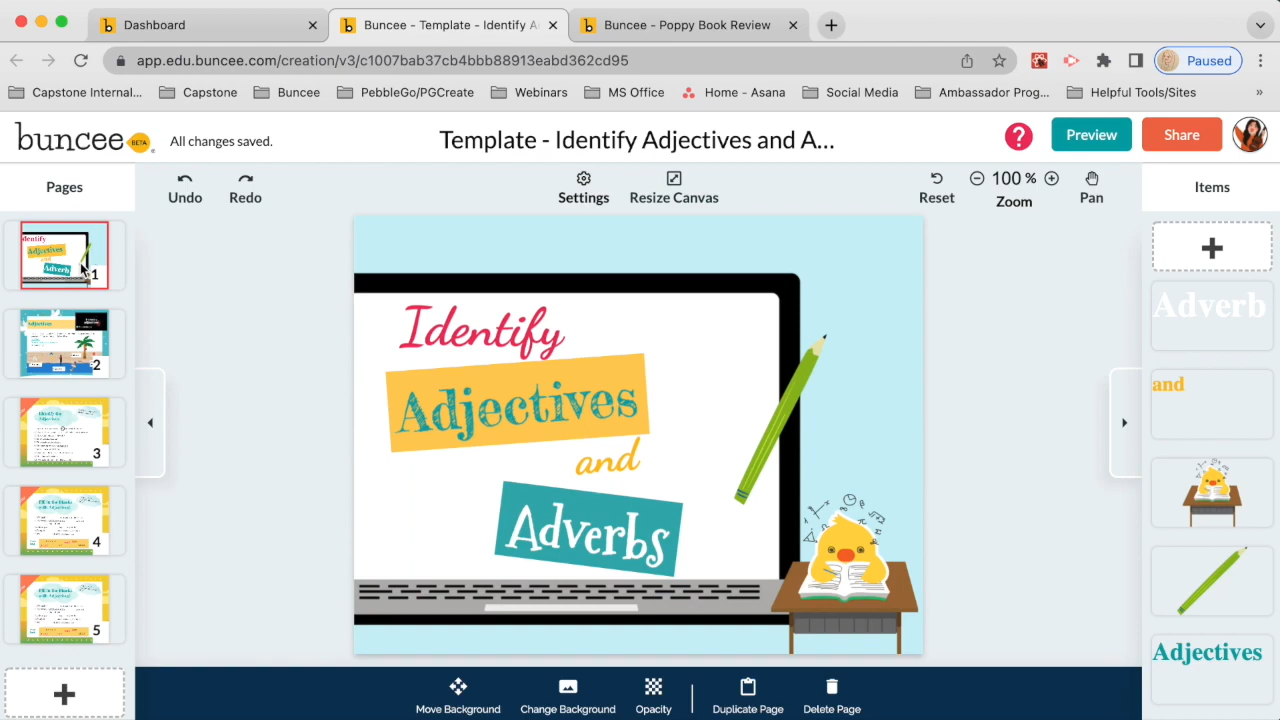 Dashboard
Buncee - Template - Identify A
Buncee - Poppy Book Review
app.edu.buncee.com/creation/v3/c1007bab37cb4bbb88913eabd362cd95
Paused
Capstone Internal...
Capstone
Buncee
PebbleGo/PGCreate
Webinars
MS Office
Home - Asana
Social Media
Ambassador Prog...
Helpful Tools/Sites
»
buncee
BETA
All changes saved.
Template - Identify Adjectives and A...
?
Preview
Share
Pages
Undo
Redo
Settings
Resize Canvas
Reset
100 %
Zoom
Pan
Items
Identify
Adjectives
and
Adverbs
1
2
3
4
5
Identify
Adjectives
and
Adverbs
Adverb
and
Adjectives
Move Background
Change Background
Opacity
Duplicate Page
Delete Page